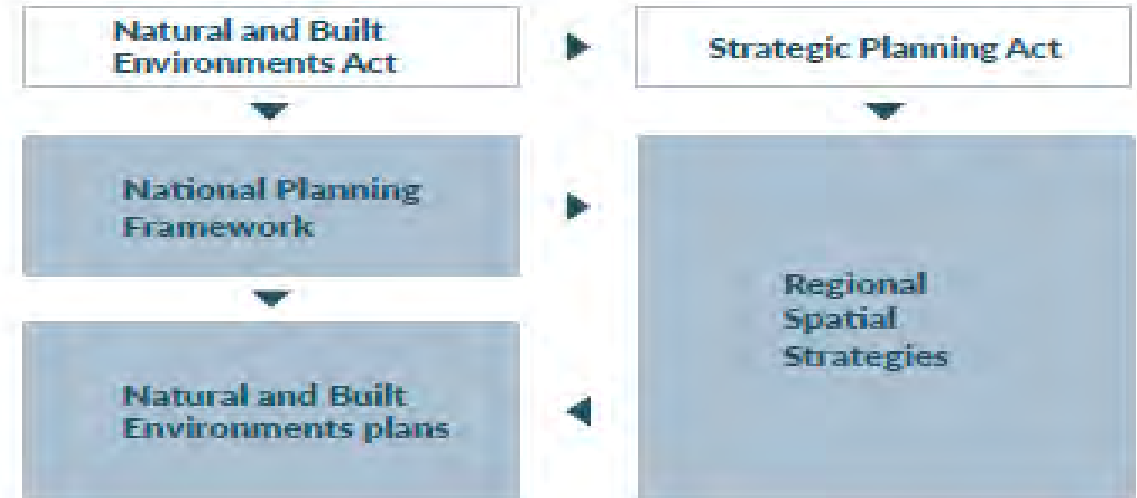 Natural and Built
Environments Act
Strategic Planning Act
National Planning
Framework
Regional
Spatial
Strategies
Natural and Built
Environments plans